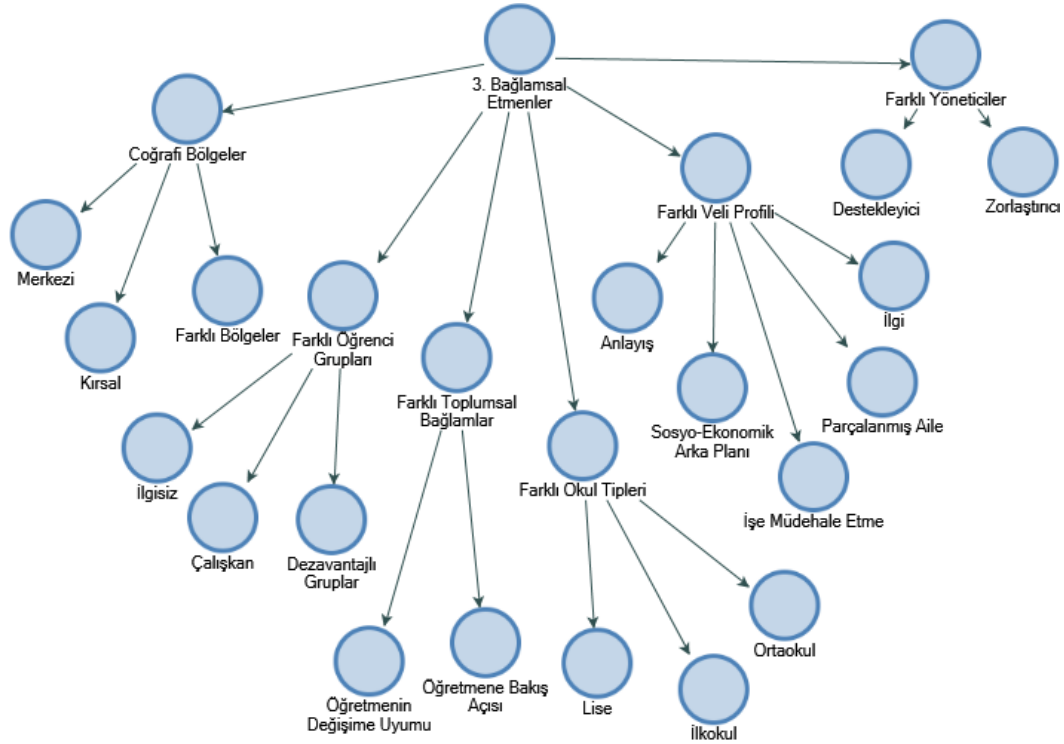 3. Bağlamsal
Etmenler
Farklı Yöneticiler
Coğrafi Bölgeler
Farklı Veli Profili
Destekleyici
Zorlaştırıcı
Merkezi
Farklı Bölgeler
Kırsal
Farklı Öğrenci
Grupları
Anlayış
İlgi
Farklı Toplumsal
Bağlamlar
Sosyo-Ekonomik
Arka Planı
Parçalanmış Aile
İlgisiz
Farklı Okul Tipleri
İşe Müdehale Etme
Çalışkan
Dezavantajlı
Gruplar
Ortaokul
Öğretmenin
Değişime Uyumu
Öğretmene Bakış
Açısı
Lise
İlkokul